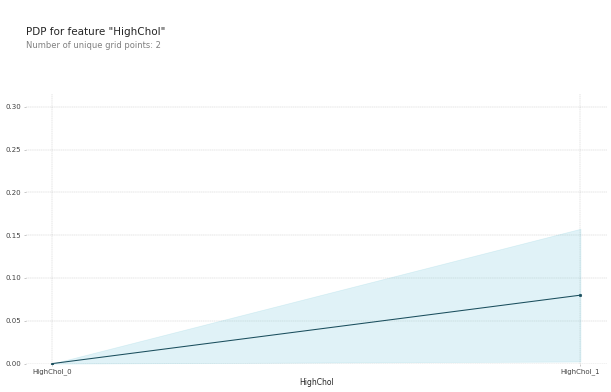 PDP for feature "HighChol"
Number of unique grid points: 2
0.30
0.25
0.20
0.15
0.10
0.05
0.00
HighChol_0 HighChol_1
HighChol